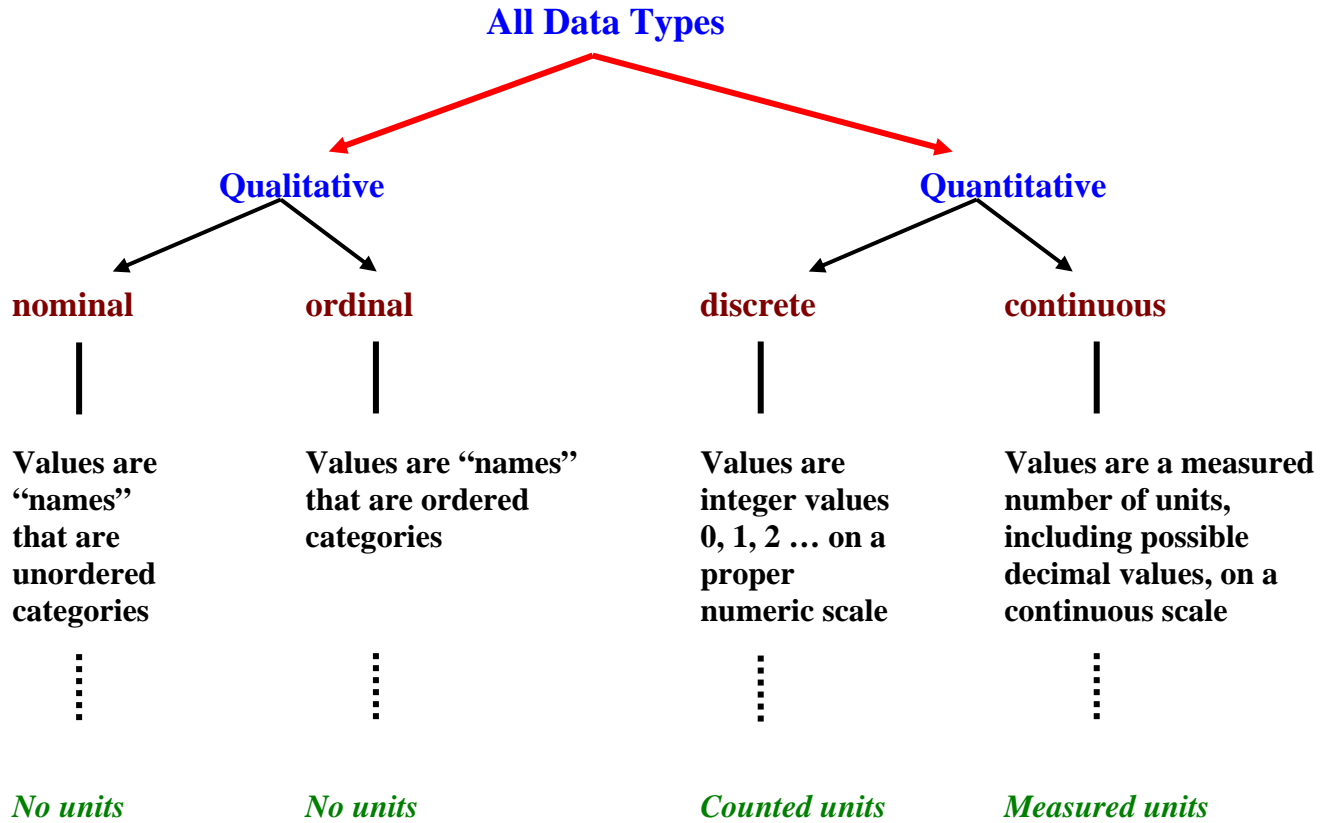 All Data Types
Qualitative
Quantitative
nominal
ordinal
discrete
continuous
Values are
“names”
that are
unordered
categories
Values are “names”
that are ordered
categories
Values are
integer values
0, 1, 2 … on a
proper
numeric scale
Values are a measured
number of units,
including possible
decimal values, on a
continuous scale
No units
No units
Counted units
Measured units